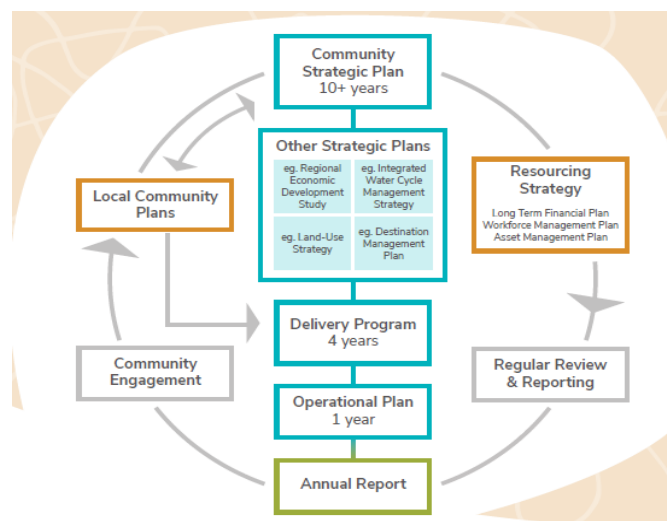 Community
Strategic Plan
10+ years
Other Strategic Plans
eg. Regional
Economic
Development
Study
eg. Integrated
Water Cycle
Management
Strategy
eg. Land-Use
Strategy
eg. Destination
Management
Plan
Local Community
Plans
Resourcing
Strategy
Long Term Financial Plan
Workforce Management Plan
Asset Management Plan
Delivery Program
4 years
Community
Engagement
Regular Review
& Reporting
Operational Plan
1 year
Annual Report